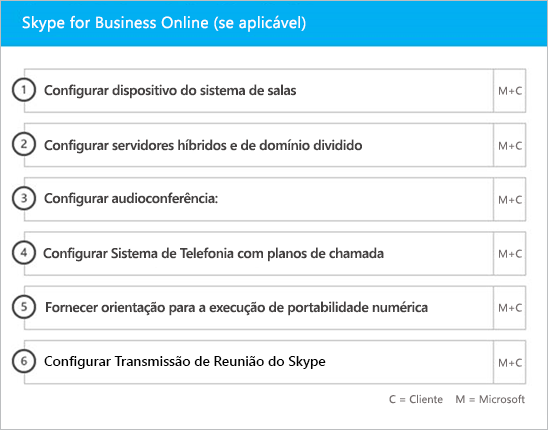 Skype for Business Online (se aplicável)
1 Configurar dispositivo do sistema de salas M+C
2 Configurar servidores híbridos e de domínio dividido M+C
3 Configurar audioconferência: M+C
4 Configurar Sistema de Telefonia com planos de chamada M+C
5 Fornecer orientação para a execução de portabilidade numérica M+C
6 Configurar Transmissão de Reunião do Skype M+C
C = Cliente M = Microsoft